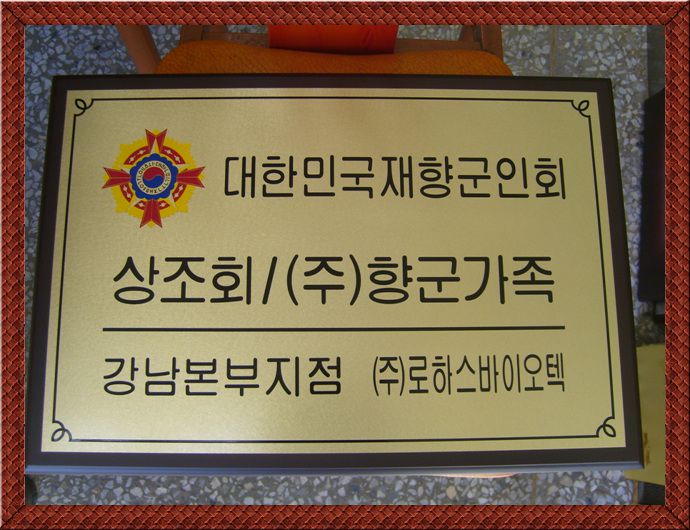 대한민국재향군인회
상조회/(주)향군가족
강남본부지점 (주)로하스바이오텍